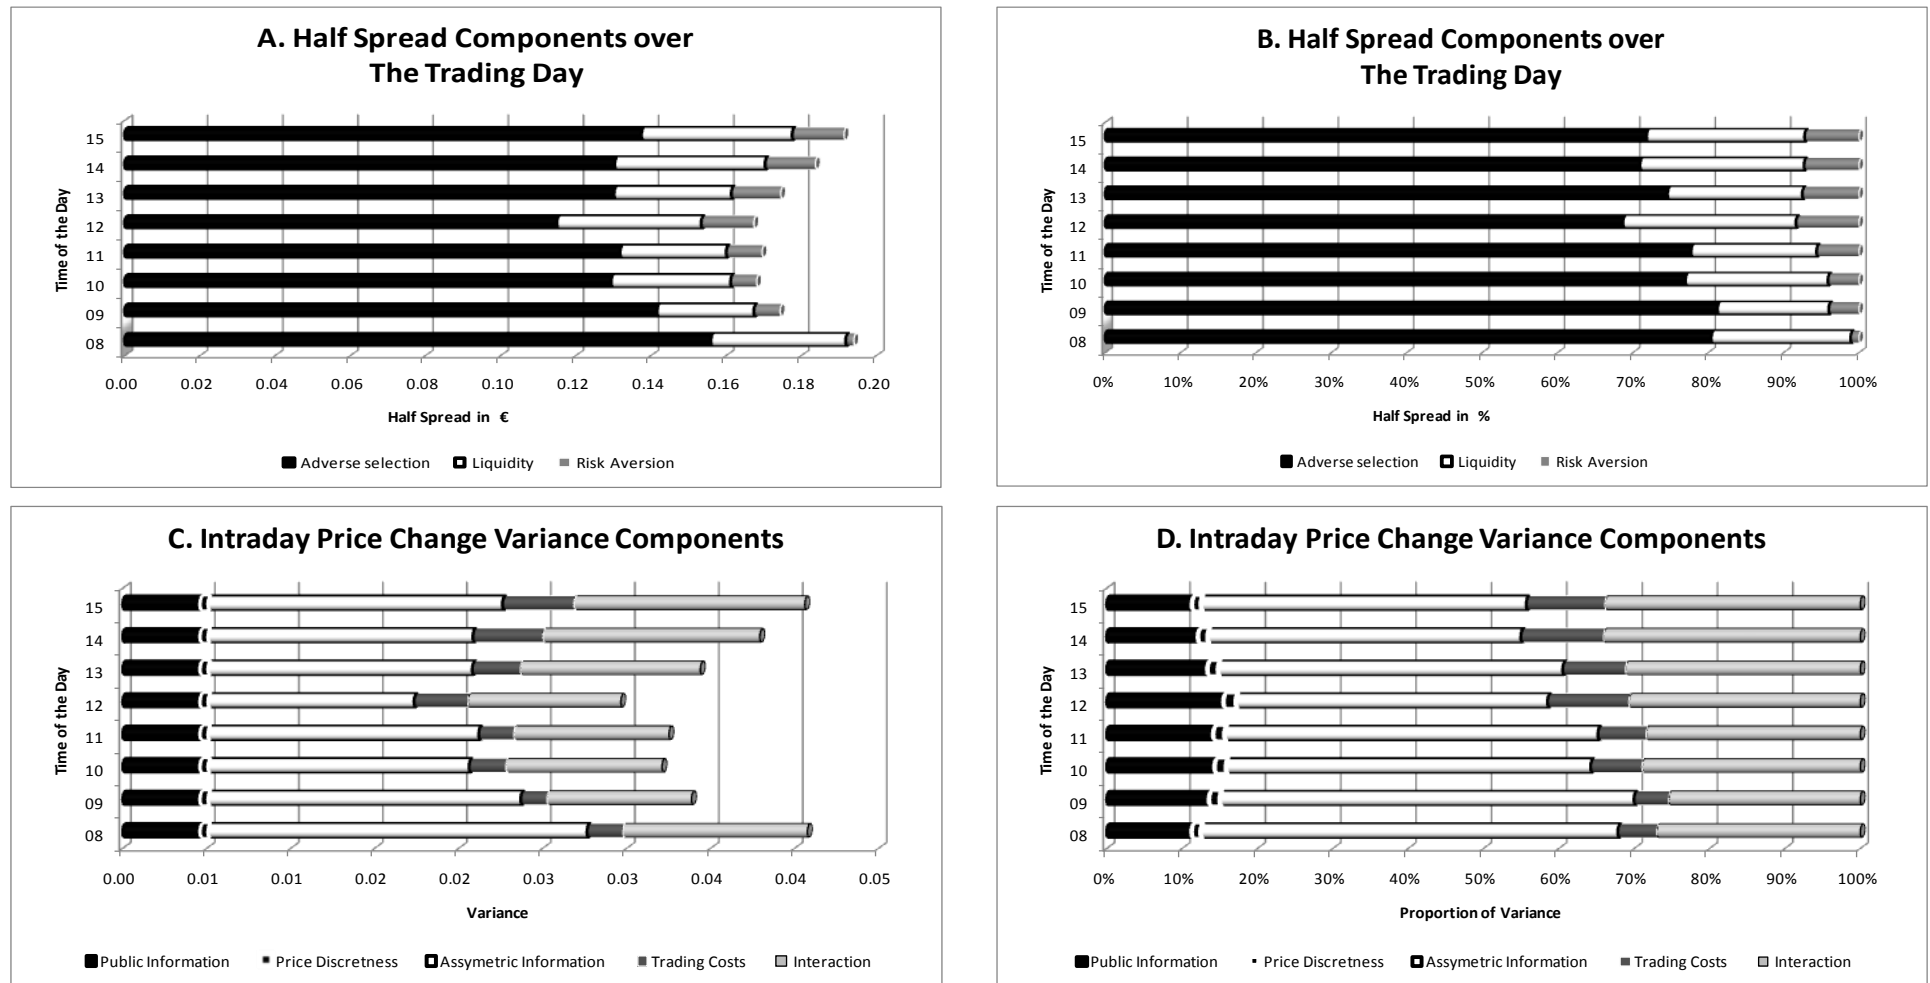 A. Half Spread Components over
The Trading Day
Time of the Day
15
14
13
12
11
10
09
08
0.00 0.02 0.04 0.06 0.08 0.10 0.12 0.14 0.16 0.18 0.20
Half Spread in €
Adverse selection Liquidity Risk Aversion
B. Half Spread Components over
The Trading Day
Time of the Day
15
14
13
12
11
10
09
08
0% 10% 20% 30% 40% 50% 60% 70% 80% 90% 100%
Half Spread in %
Adverse selection Liquidity Risk Aversion
C. Intraday Price Change Variance Components
Time of the Day
15
14
13
12
11
10
09
08
0.00 0.01 0.01 0.02 0.02 0.03 0.03 0.04 0.04 0.05
Variance
Public Information Price Discretness Assymetric Information Trading Costs Interaction
D. Intraday Price Change Variance Components
Time of the Day
15
14
13
12
11
10
09
08
0% 10% 20% 30% 40% 50% 60% 70% 80% 90% 100%
Proportion of Variance
Public Information Price Discretness Assymetric Information Trading Costs Interaction